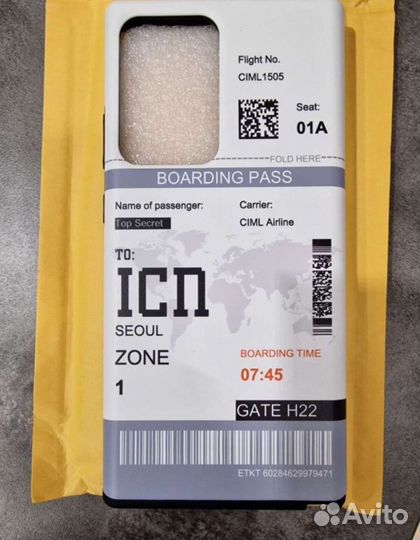 Flight No.
CIML1505
Seat:
01A
FOLD HERE
BOARDING PASS
Name of passenger:
Top Secret
Carrier:
CIML Airline
TO:
ICN
SEOUL
ZONE
1
BOARDING TIME
07:45
GATE H22
ETKT 60284629979471
Avito